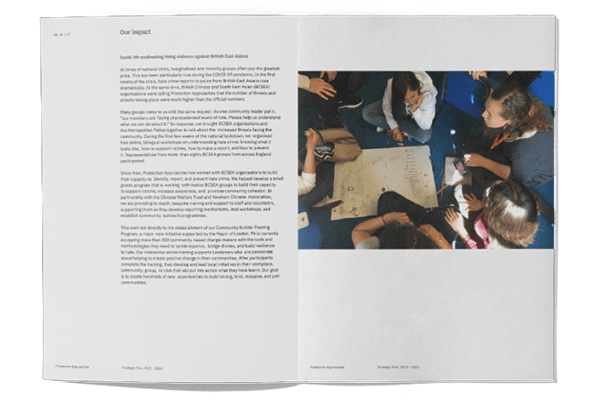 Our Impact
Covid-19: confronting rising violence against British East Asians
At times of national crisis, marginalised and minority groups often pay the greatest
price. This has been particularly true during the COVID-19 pandemic. In the first
weeks of the crisis, hate crime reports to police from British East Asians rose
dramatically. At the same time, British Chinese and South East Asian (BCSEA)
organisations were telling Protection Approaches that the number of threats and
attacks taking place were much higher than the official numbers.
Many groups came to us with the same request. As one community leader put it,
"our members are facing unprecedented levels of hate. Please help us understand
what we can do about it." In response, we brought BCSEA organisations and
the Metropolitan Police together to talk about the increased threats facing the
community. During the first few weeks of the national lockdown, we organised
free online, bilingual workshops on understanding hate crime: knowing what it
looks like, how to support victims, how to make a report, and how to prevent
it. Representatives from more than eighty BCSEA groups from across England
participated.
Since then, Protection Approaches has worked with BCSEA organisations to build
their capacity to identify, report, and prevent hate crime. We helped develop a small
grants program that is working with twelve BCSEA groups to build their capacity
to support victims, increase awareness, and promote community cohesion. In
partnership with the Chinese Welfare Trust and Newham Chinese Association,
we are providing in depth, bespoke training and support to staff and volunteers,
supporting them as they develop reporting mechanisms, lead workshops, and
establish community outreach programmes.
This work led directly to the establishment of our Community Builder Training
Program, a major new initiative supported by the Mayor of London. PA is currently
equipping more than 300 community-based change makers with the tools and
methodologies they need to tackle injustice, bridge divides, and build resilience
to hate. Our intensive online training supports Londoners who are passionate
about helping to create positive change in their communities. After participants
complete the training, they develop and lead local initiatives in their workplace,
community, group, or club that will put into action what they have learnt. Our goal
is to create hundreds of new opportunities to build strong, kind, inclusive, and just
communities.
Protection Approaches
Strategic Plan,
Protection Approaches
Strategic Plan,